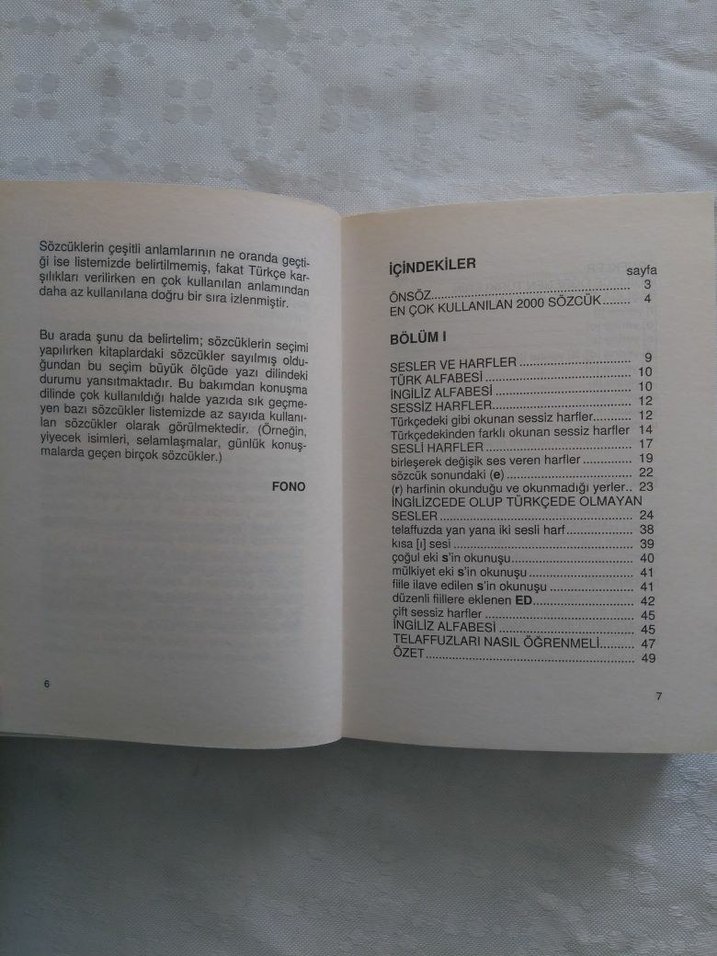 Sözcüklerin çeşitli anlamlarının ne oranda geçti-
ği ise listemizde belirtilmemiş, fakat Türkçe kar-
şılıkları verilirken en çok kullanılan anlamından
daha az kullanılana doğru bir sıra izlenmiştir.
Bu arada şunu da belirtelim; sözcüklerin seçimi
yapılırken kitaplardaki sözcükler sayılmış oldu-
ğundan bu seçim büyük ölçüde yazı dilindeki
durumu yansıtmaktadır. Bu bakımdan konuşma
dilinde çok kullanıldığı halde yazıda sık geçme-
yen bazı sözcükler listemizde az sayıda kullanı-
lan sözcükler olarak görülmektedir. (Örneğin,
yiyecek isimleri, selamlaşmalar, günlük konuş-
malarda geçen birçok sözcükler.)
FONO
6
İÇİNDEKİLER
sayfa
ÖNSÖZ.................................................. 3
EN ÇOK KULLANILAN 2000 SÖZCÜK........ 4
BÖLÜM I
SESLER VE HARFLER ................................ 9
TÜRK ALFABESİ .......................................... 10
İNGİLİZ ALFABESİ ....................................... 10
SESSİZ HARFLER........................................ 12
Türkçedeki gibi okunan sessiz harfler........... 12
Türkçedekinden farklı okunan sessiz harfler 14
SESLİ HARFLER .......................................... 17
birleşerek değişik ses veren harfler .............. 19
sözcük sonundaki (e) .................................... 22
(r) harfinin okunduğu ve okunmadığı yerler.. 23
İNGİLİZCEDE OLUP TÜRKÇEDE OLMAYAN
SESLER ........................................................ 24
telaffuzda yan yana iki sesli harf................... 38
kısa [ı] sesi .................................................... 39
çoğul eki s'in okunuşu................................... 40
mülkiyet eki s'in okunuşu .............................. 41
fiile ilave edilen s'in okunuşu ........................ 41
düzenli fiillere eklenen ED............................. 42
çift sessiz harfler ........................................... 45
İNGİLİZ ALFABESİ ....................................... 45
TELAFFUZLARI NASIL ÖĞRENMELİ.......... 47
ÖZET............................................................. 49
7